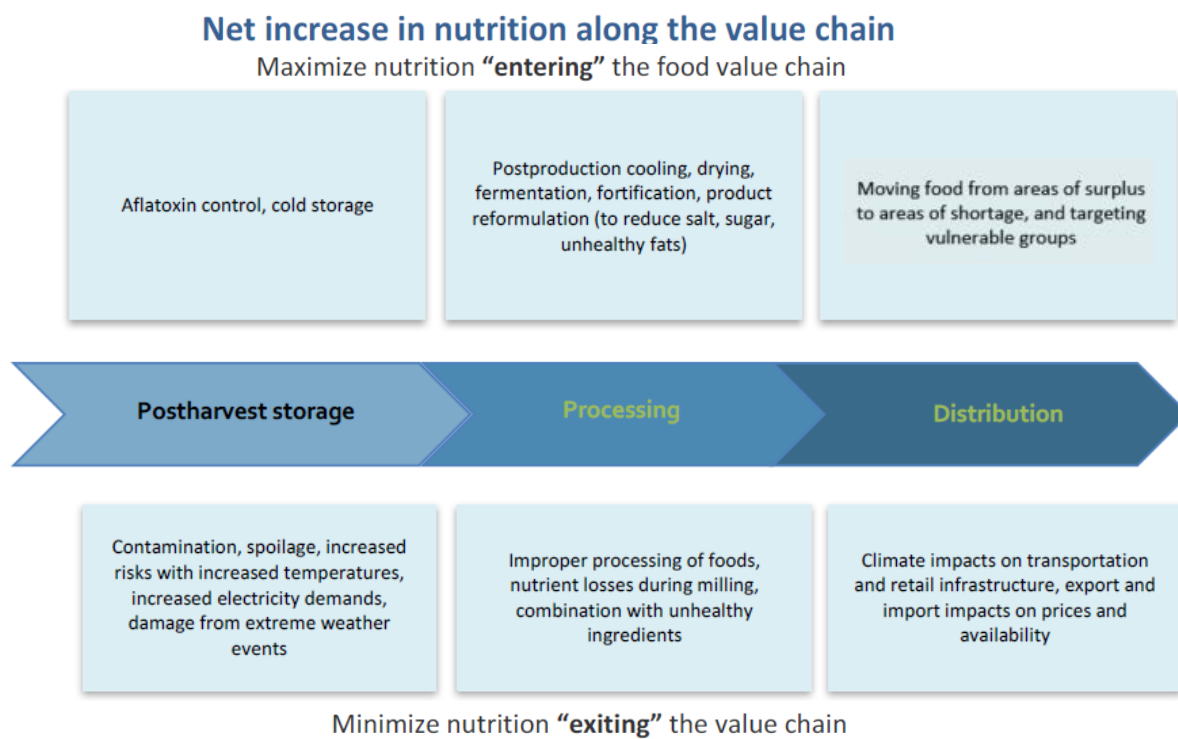 Net increase in nutrition along the value chain
Maximize nutrition “entering” the food value chain
Aflatoxin control, cold storage
Postproduction cooling, drying,
fermentation, fortification, product
reformulation (to reduce salt, sugar,
unhealthy fats)
Moving food from areas of surplus
to areas of shortage, and targeting
vulnerable groups
Postharvest storage
Processing
Distribution
Contamination, spoilage, increased
risks with increased temperatures,
increased electricity demands,
damage from extreme weather
events
Improper processing of foods,
nutrient losses during milling,
combination with unhealthy
ingredients
Climate impacts on transportation
and retail infrastructure, export and
import impacts on prices and
availability
Minimize nutrition “exiting” the value chain